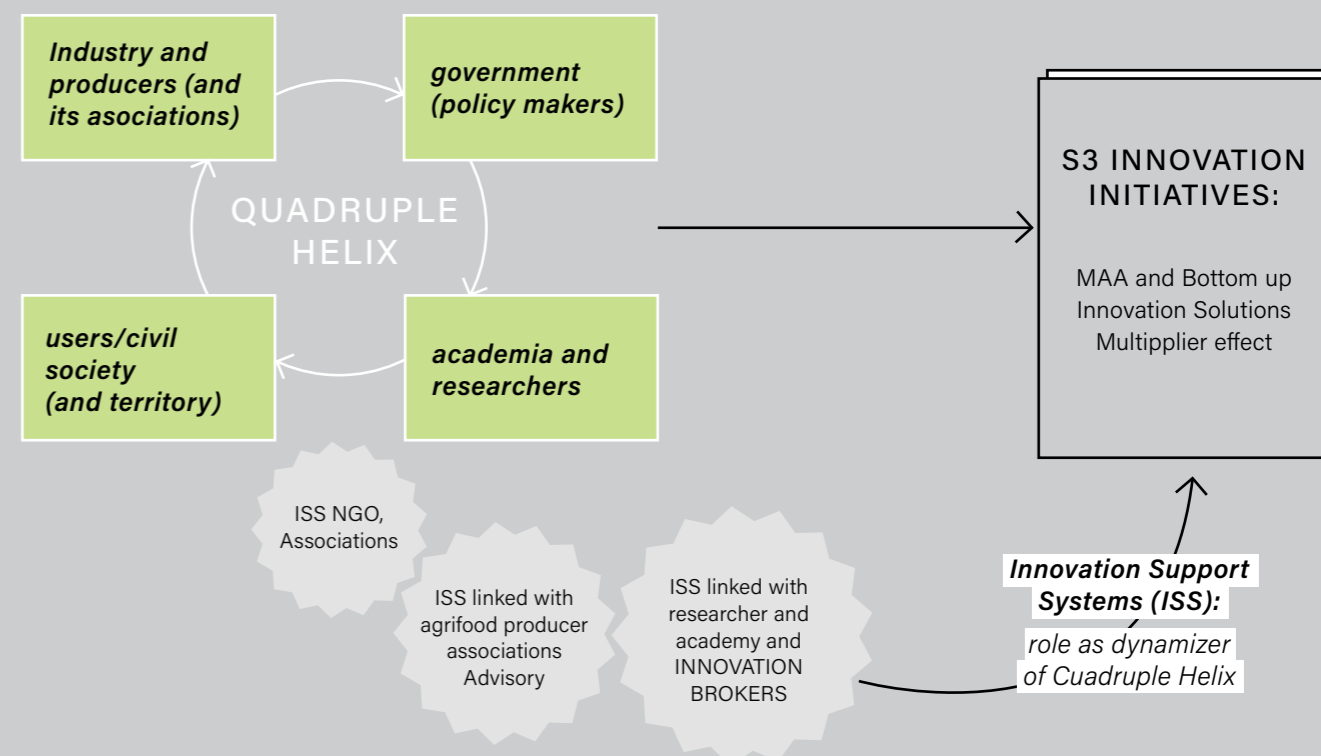 Industry and
producers (and
its asociations)
government
(policy makers)
QUADRUPLE
HELIX
users/civil
society
(and territory)
academia and
researchers
S3 INNOVATION
INITIATIVES:
MAA and Bottom up
Innovation Solutions
Multipplier effect
ISS NGO,
Associations
ISS linked with
agrifood producer
associations
Advisory
ISS linked with
researcher and
academy and
INNOVATION
BROKERS
Innovation Support
Systems (ISS):
role as dynamizer
of Cuadruple Helix